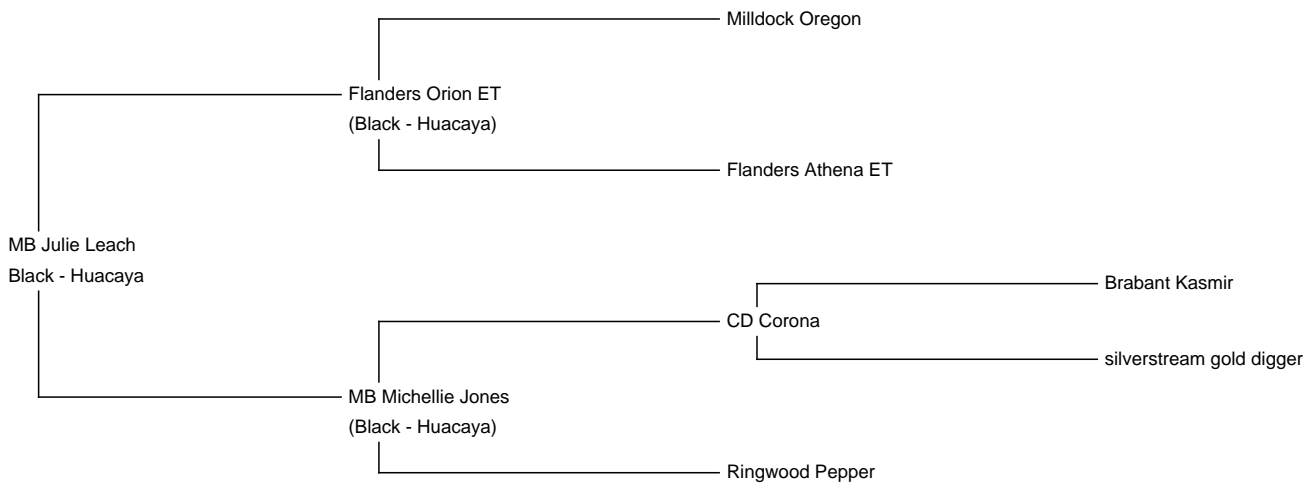 Milldock Oregon
Flanders Orion ET
(Black - Huacaya)
Flanders Athena ET
MB Julie Leach
Black - Huacaya
Brabant Kasmir
CD Corona
silverstream gold digger
MB Michellie Jones
(Black - Huacaya)
Ringwood Pepper